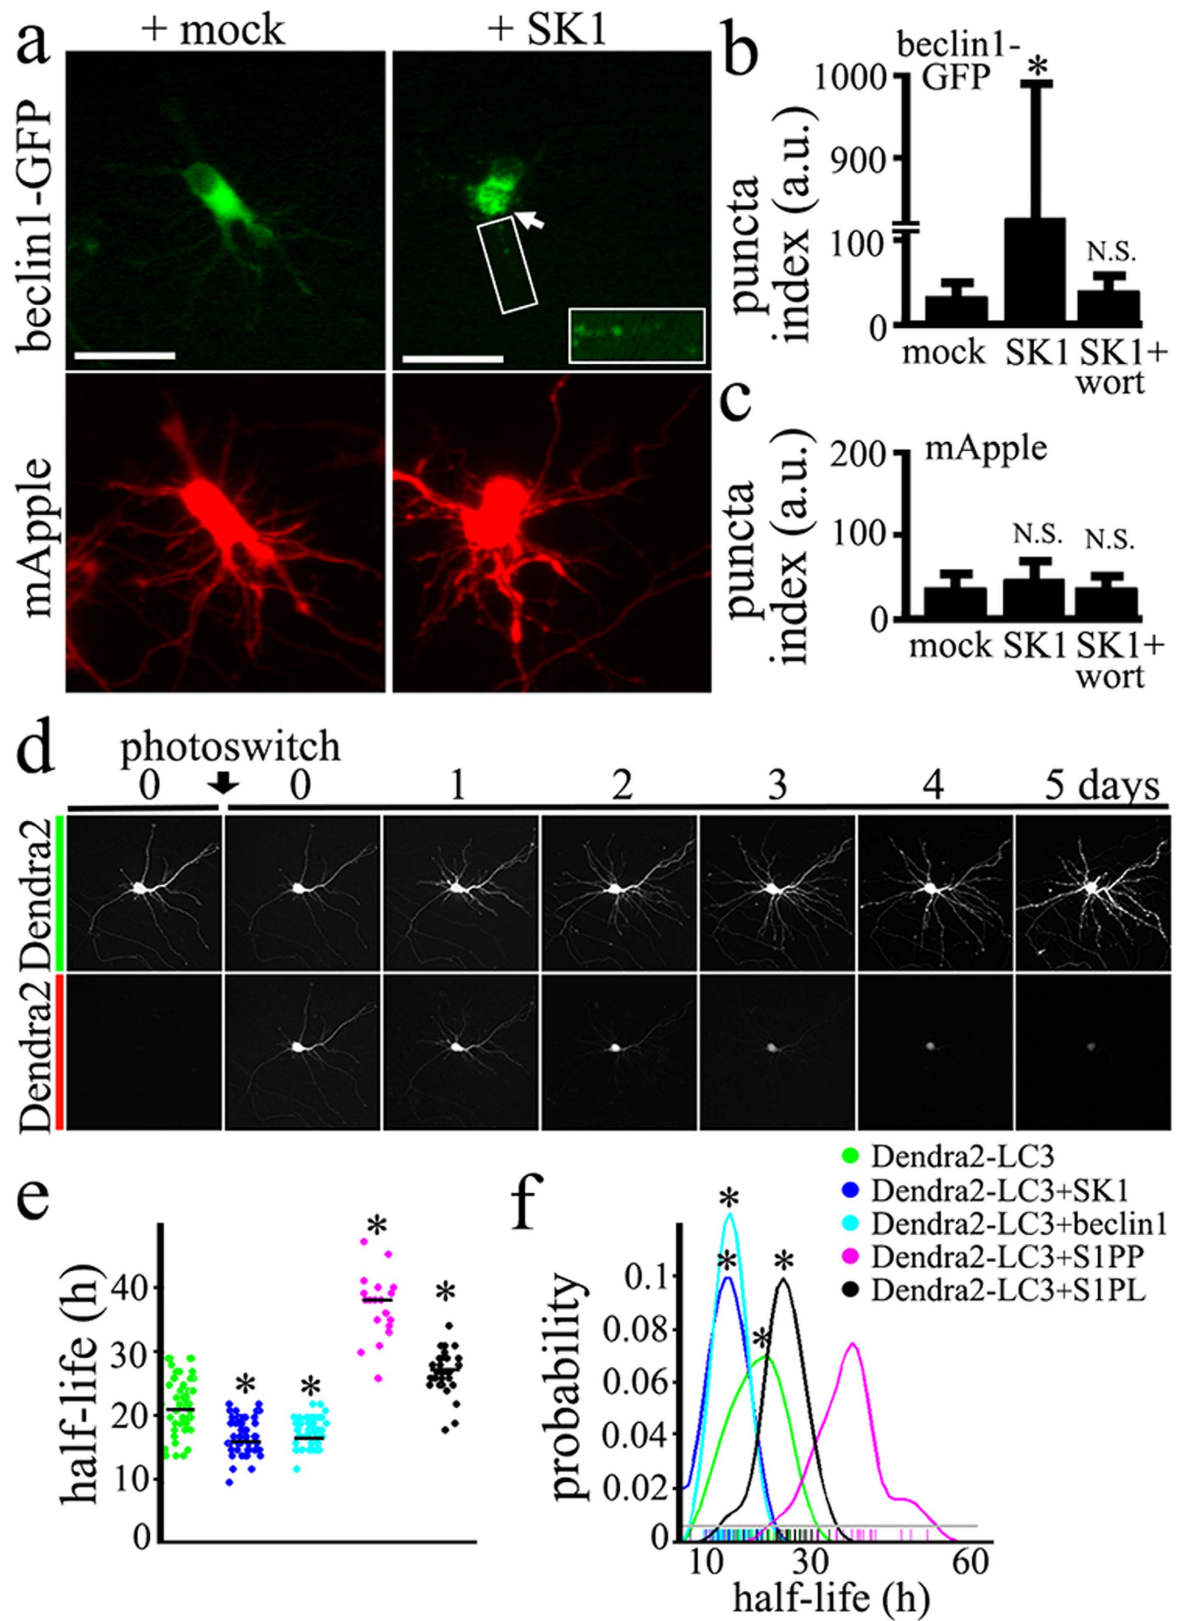 a
+ mock
+ SK1
beclin1-GFP
mApple
b
beclin1-
GFP
puncta
index (a.u.)
1000
900
100
0
*
N.S.
mock
SK1
SK1+
wort
c
mApple
puncta
index (a.u.)
200
100
0
N.S.
N.S.
mock
SK1
SK1+
wort
d
photoswitch
0
0
1
2
3
4
5 days
Dendra2
Dendra2
Dendra2-LC3
Dendra2-LC3+SK1
Dendra2-LC3+beclin1
Dendra2-LC3+S1PP
Dendra2-LC3+S1PL
e
half-life (h)
40
30
20
10
0
*
*
*
*
f
probability
0.1
0.08
0.06
0.04
0.02
0
*
*
*
*
10
30
60
half-life (h)